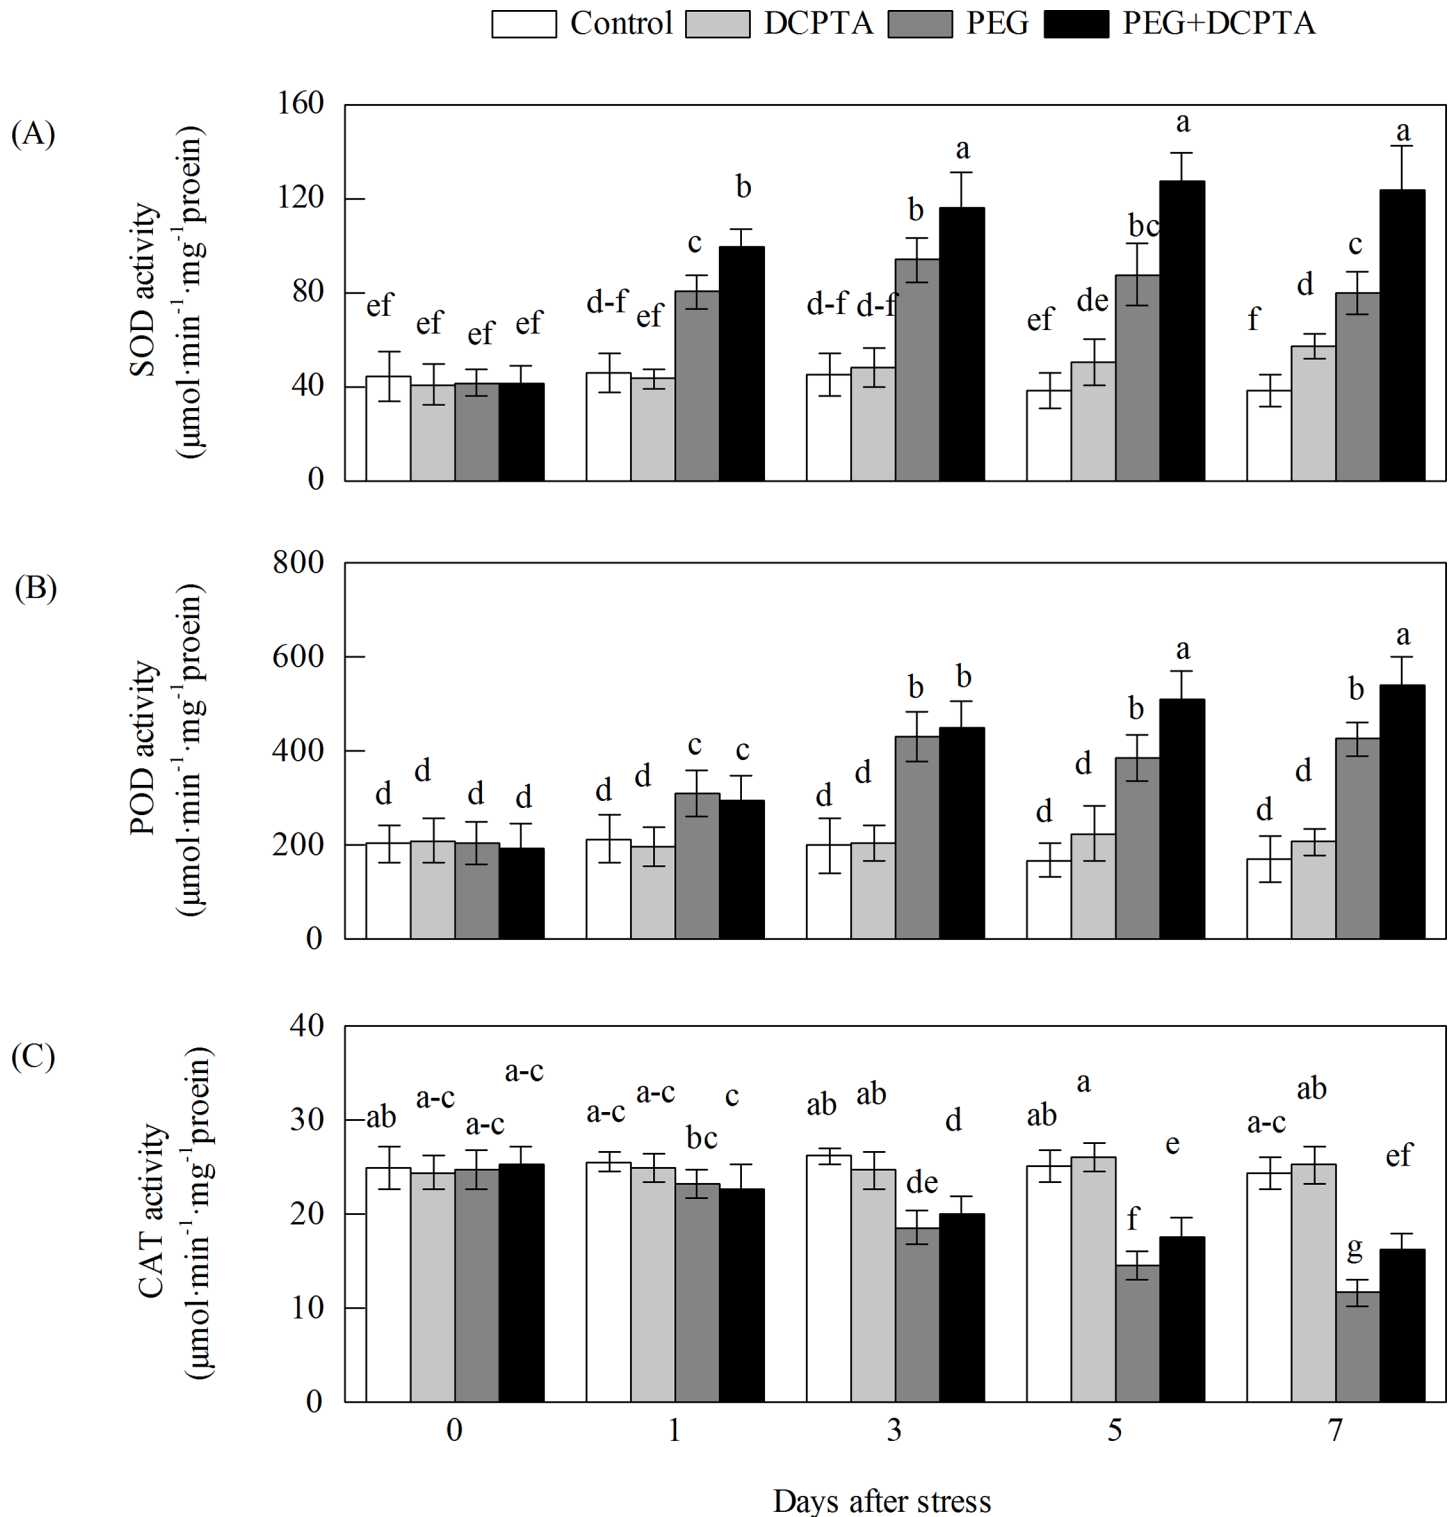 Control DCPTA PEG PEG+DCPTA
(A)
SOD activity
(μmol·min-1·mg-1proein)
160
120
80
40
0
ef ef ef ef
d-f ef c b
d-f d-f b a
ef de bc a
f d c a
(B)
POD activity
(μmol·min-1·mg-1proein)
800
600
400
200
0
d d d d
d d c c
d d b b
d d b a
d d b a
(C)
CAT activity
(μmol·min-1·mg-1proein)
40
30
20
10
0
ab a-c a-c a-c
a-c a-c bc c
ab ab de d
ab a f e
a-c ab g ef
0 1 3 5 7
Days after stress